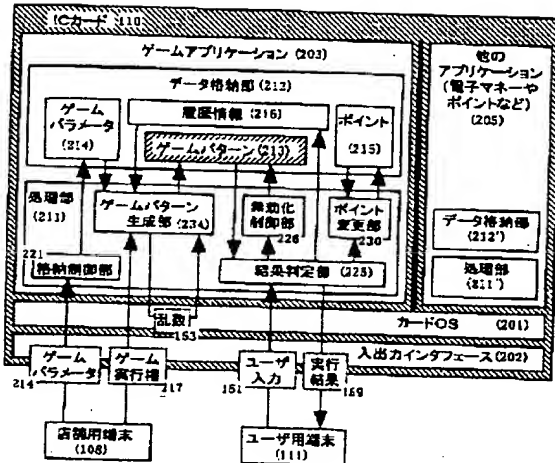 ICカード 110
ゲームアプリケーション(203)
データ格納部(212)
ゲーム
パラメータ
(214)
履歴情報 (216)
ゲームパターン(213)
ポイント
(215)
処理部
(211)
ゲームパターン
生成部 (234)
無効化
制御部
226
ポイント
変更部
230
221
格納制御部
結果判定部 (225)
他の
アプリケーション
(電子マネーや
ポイントなど)
(205)
データ格納部
(212')
処理部
(211')
乱数
153
カードOS (201)
入出力インタフェース(202)
ゲーム
パラメータ
214
ゲーム
実行権
217
ユーザ
入力
151
実行
結果
店舗用端末
(108)
ユーザ用端末
(111)